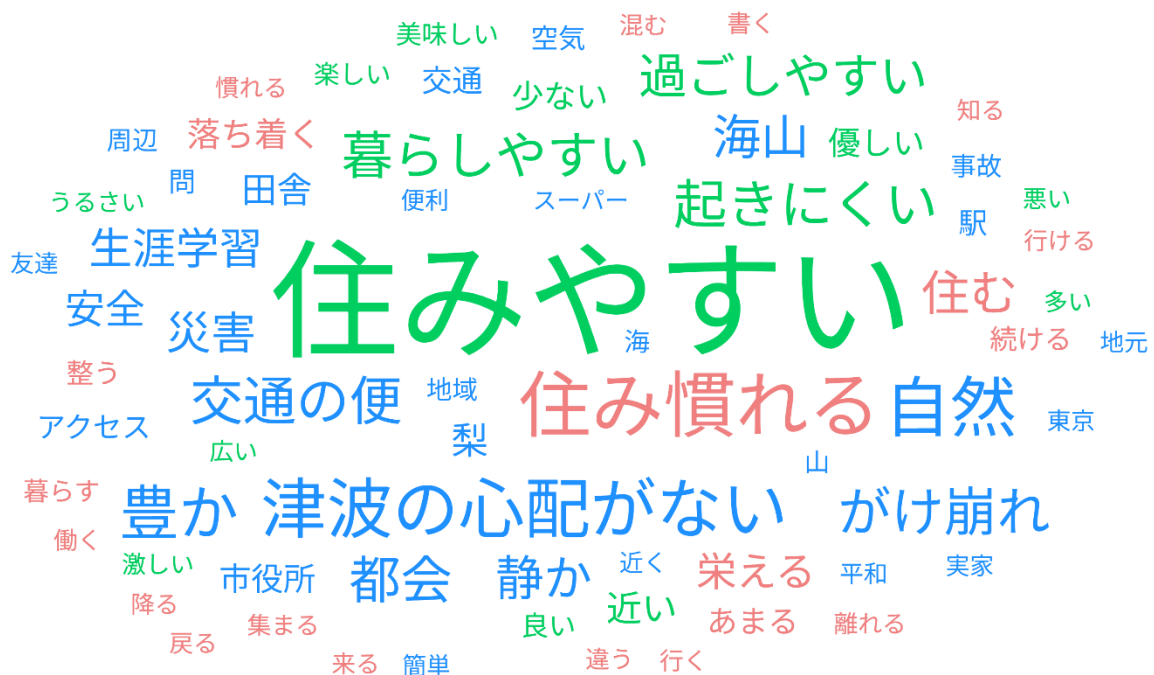 美味しい 空気 混む 書く
慣れる 楽しい 交通 少ない 過ごしやすい 知る
周辺 落ち着く 暮らしやすい 海山 優しい 事故
うるさい 問 田舎 便利 スーパー 起きにくい 駅 悪い
友達 生涯学習 行ける
安全 災害 住みやすい 海 住む 多い
続ける 地元
整う 交通の便 地域 住み慣れる 自然 東京
アクセス 広い 梨 山
暮らす 豊か 津波の心配がない がけ崩れ
働く
激しい 市役所 都会 静か 近く 栄える 平和 実家
降る 集まる 良い 近い あまる 離れる
戻る 来る 簡単 違う 行く